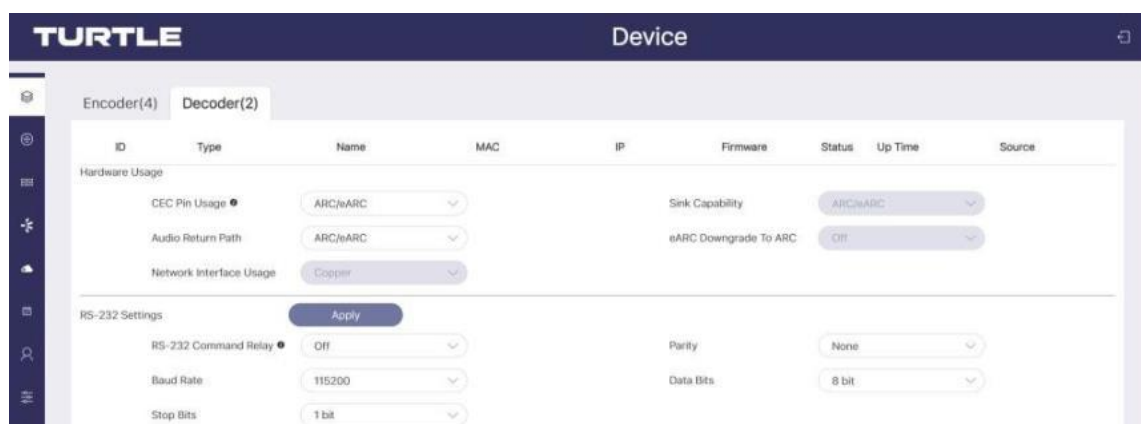 TURTLE Device
Encoder(4) Decoder(2)
ID Type Name MAC IP Firmware Status Up Time Source
Hardware Usage
CEC Pin Usage ARC/eARC Sink Capability ARC/eARC
Audio Return Path ARC/eARC eARC Downgrade To ARC Off
Network Interface Usage Copper
RS-232 Settings Apply
RS-232 Command Relay Off Parity None
Baud Rate 115200 Data Bits 8 bit
Stop Bits 1 bit